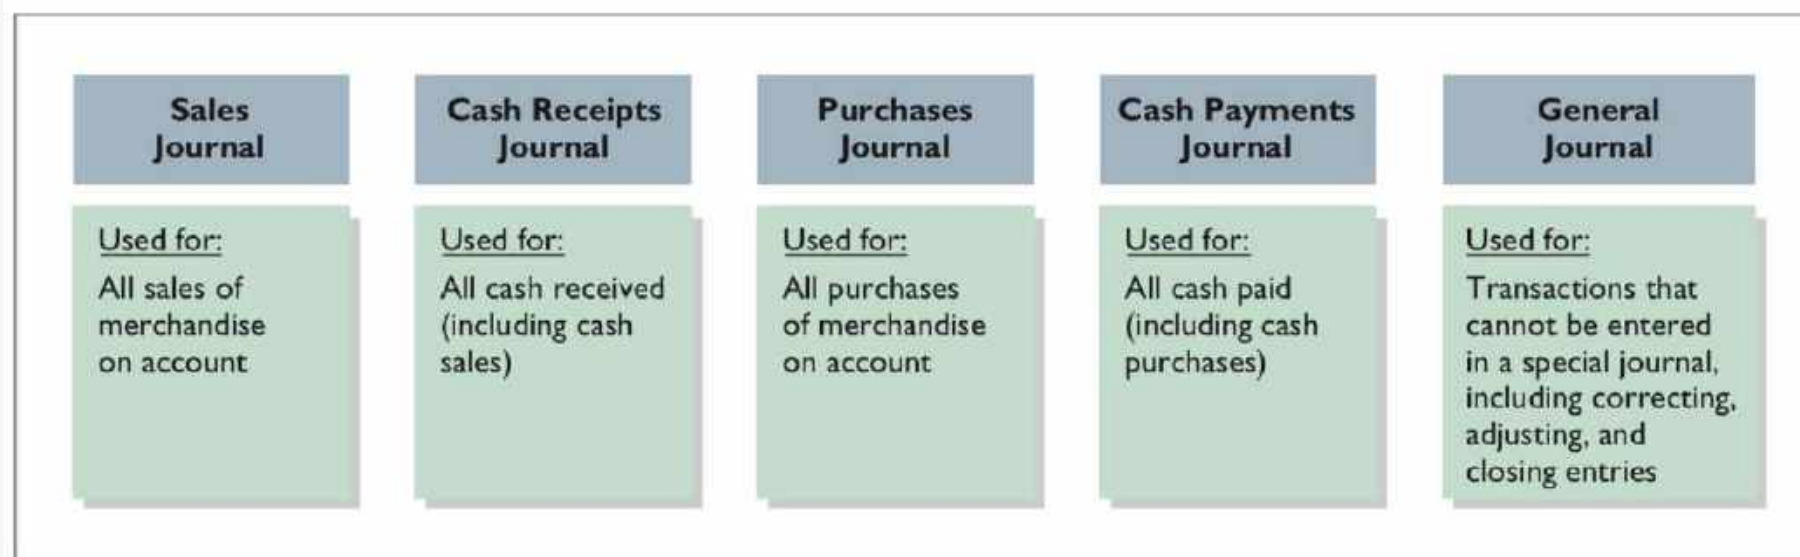 Sales
Journal
Used for:
All sales of
merchandise
on account
Cash Receipts
Journal
Used for:
All cash received
(including cash
sales)
Purchases
Journal
Used for:
All purchases
of merchandise
on account
Cash Payments
Journal
Used for:
All cash paid
(including cash
purchases)
General
Journal
Used for:
Transactions that
cannot be entered
in a special journal,
including correcting,
adjusting, and
closing entries